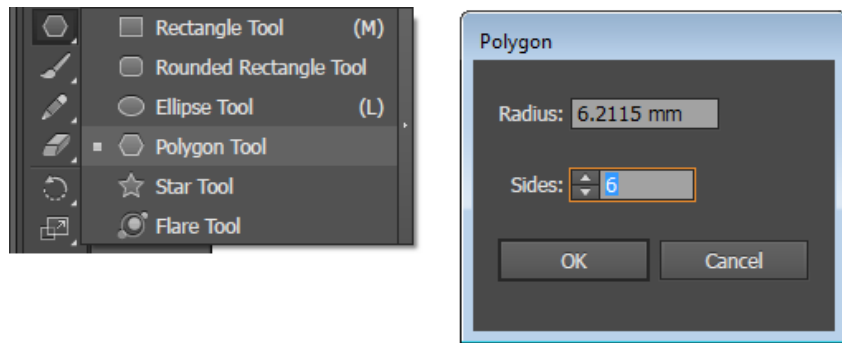 Rectangle Tool (M)
Rounded Rectangle Tool
Ellipse Tool (L)
Polygon Tool
Star Tool
Flare Tool
Polygon
Radius: 6.2115 mm
Sides: 6
OK Cancel